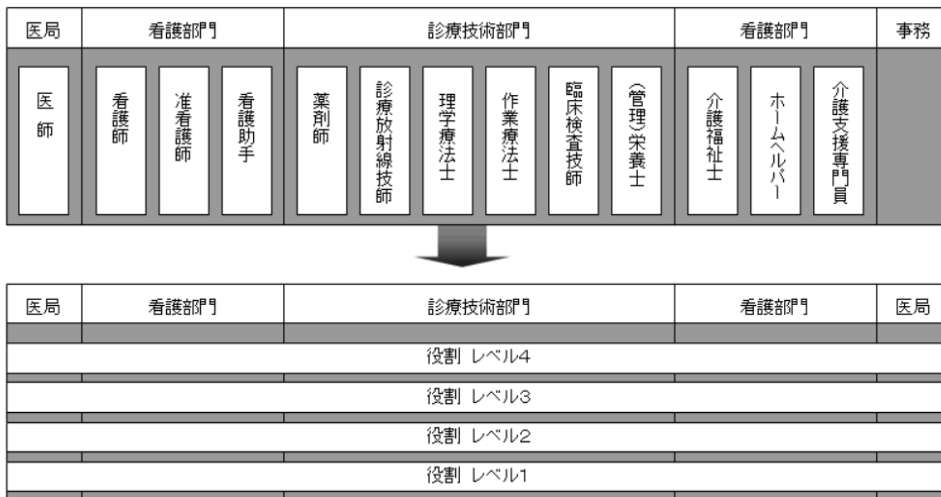 医局 看護部門 診療技術部門 看護部門 事務
医師
看護師
准看護師
看護助手
薬剤師
診療放射線技師
理学療法士
作業療法士
臨床検査技師
(管理)栄養士
介護福祉士
ホームヘルパー
介護支援専門員
医局 看護部門 診療技術部門 看護部門 医局
役割 レベル4
役割 レベル3
役割 レベル2
役割 レベル1